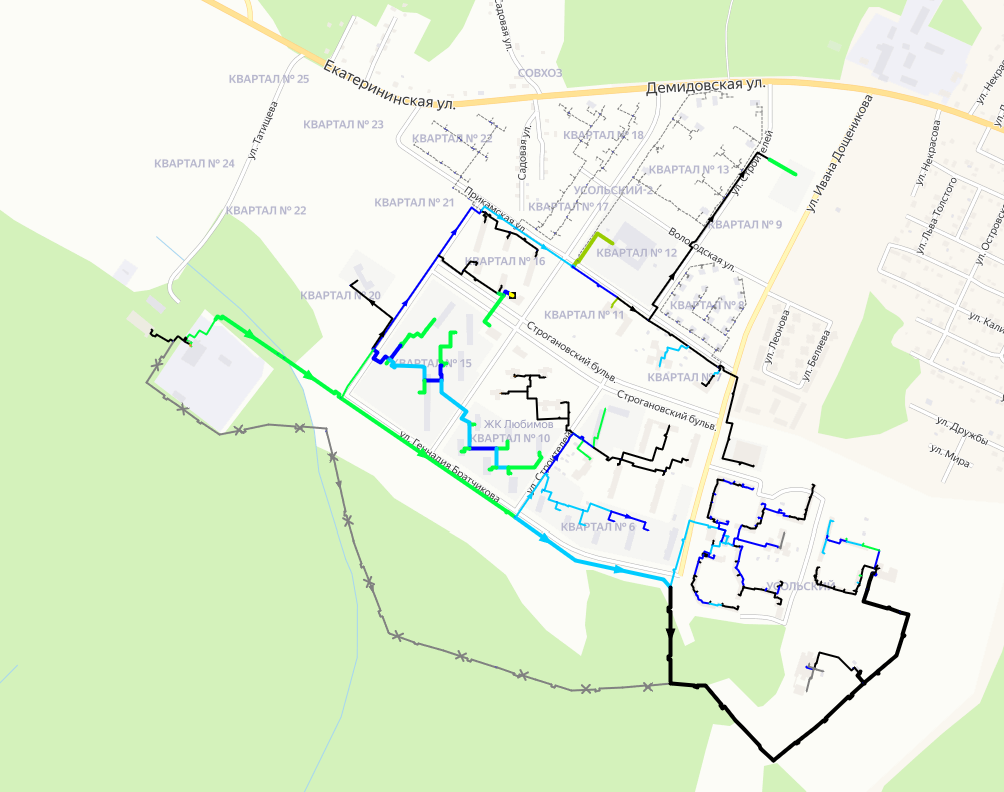 Садовая ул.
КВАРТАЛ № 25
Екатерининская ул.
СОВХОЗ
Демидовская ул.
ул. Некрасова
ул. Татищева
КВАРТАЛ № 23
КВАРТАЛ № 22
КВАРТАЛ № 18
Садовая ул.
ул. Ивана Дощеникова
ул. Некрасова
КВАРТАЛ № 24
КВАРТАЛ № 13
ул. Строителей
УСОЛЬСКИЙ-2
КВАРТАЛ № 21
КВАРТАЛ № 22
Прикамская ул.
КВАРТАЛ № 17
КВАРТАЛ № 9
ул. Льва Толстого
Вологодская ул.
КВАРТАЛ № 12
КВАРТАЛ № 16
КВАРТАЛ № 20
КВАРТАЛ № 8
КВАРТАЛ № 11
Строгановский бульв.
ул. Леонова
ул. Беляева
КВАРТАЛ № 15
КВАРТАЛ № 7
Строгановский бульв.
ЖК Любимов
КВАРТАЛ № 10
ул. Дружбы
ул. Мира
ул. Геннадия Братчикова
ул. Строителей
КВАРТАЛ № 6
УСОЛЬСКИЙ